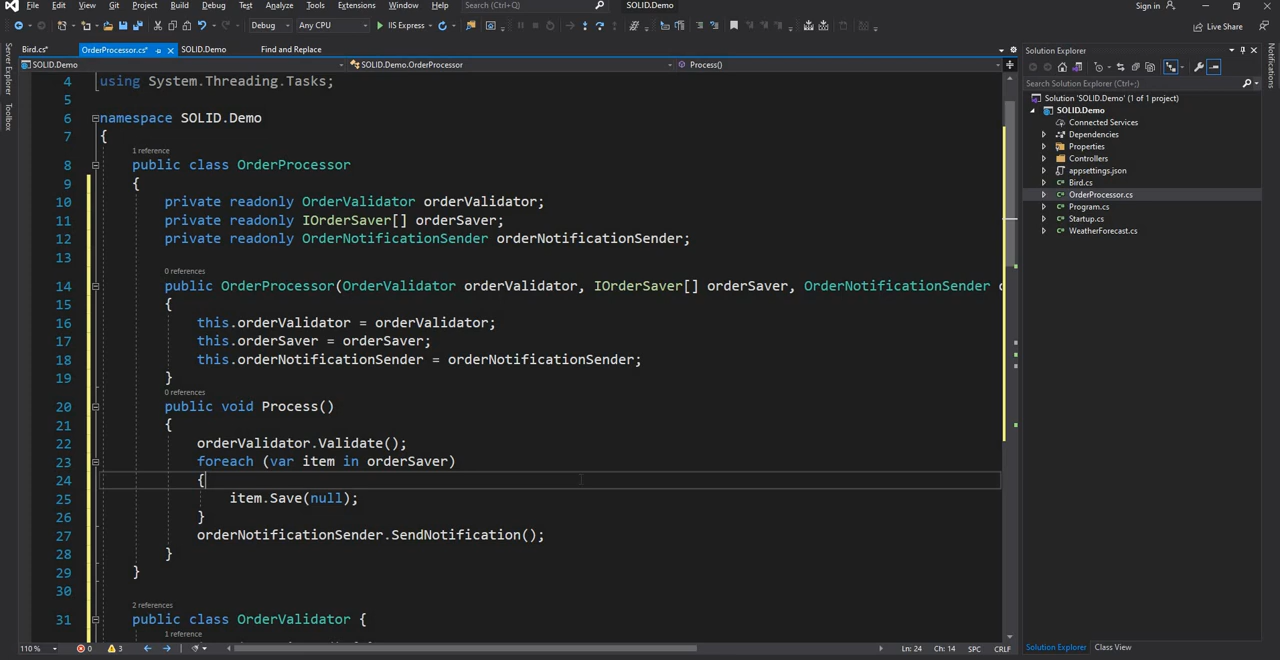 File Edit View Git Project Build Debug Test Analyze Tools Extensions Window Help Search (Ctrl+Q) SOLID.Demo Sign in
Debug Any CPU IIS Express Live Share
Bird.cs* OrderProcessor.cs* SOLID.Demo Find and Replace
SOLID.Demo SOLID.Demo.OrderProcessor Process()
Server Explorer
Toolbox
4 using System.Threading.Tasks;
5
6 namespace SOLID.Demo
7 {
1 reference
8 public class OrderProcessor
9 {
10 private readonly OrderValidator orderValidator;
11 private readonly IOrderSaver[] orderSaver;
12 private readonly OrderNotificationSender orderNotificationSender;
13
0 references
14 public OrderProcessor(OrderValidator orderValidator, IOrderSaver[] orderSaver, OrderNotificationSender
15 {
16 this.orderValidator = orderValidator;
17 this.orderSaver = orderSaver;
18 this.orderNotificationSender = orderNotificationSender;
19 }
0 references
20 public void Process()
21 {
22 orderValidator.Validate();
23 foreach (var item in orderSaver)
24 {
25 item.Save(null);
26 }
27 orderNotificationSender.SendNotification();
28 }
29 }
30
2 references
31 public class OrderValidator {
1 reference
110 % 0 3 Ln: 24 Ch: 14 SPC CRLF
Solution Explorer
Search Solution Explorer (Ctrl+;)
Solution 'SOLID.Demo' (1 of 1 project)
SOLID.Demo
Connected Services
Dependencies
Properties
Controllers
appsettings.json
Bird.cs
OrderProcessor.cs
Program.cs
Startup.cs
WeatherForecast.cs
Solution Explorer Class View
Notifications